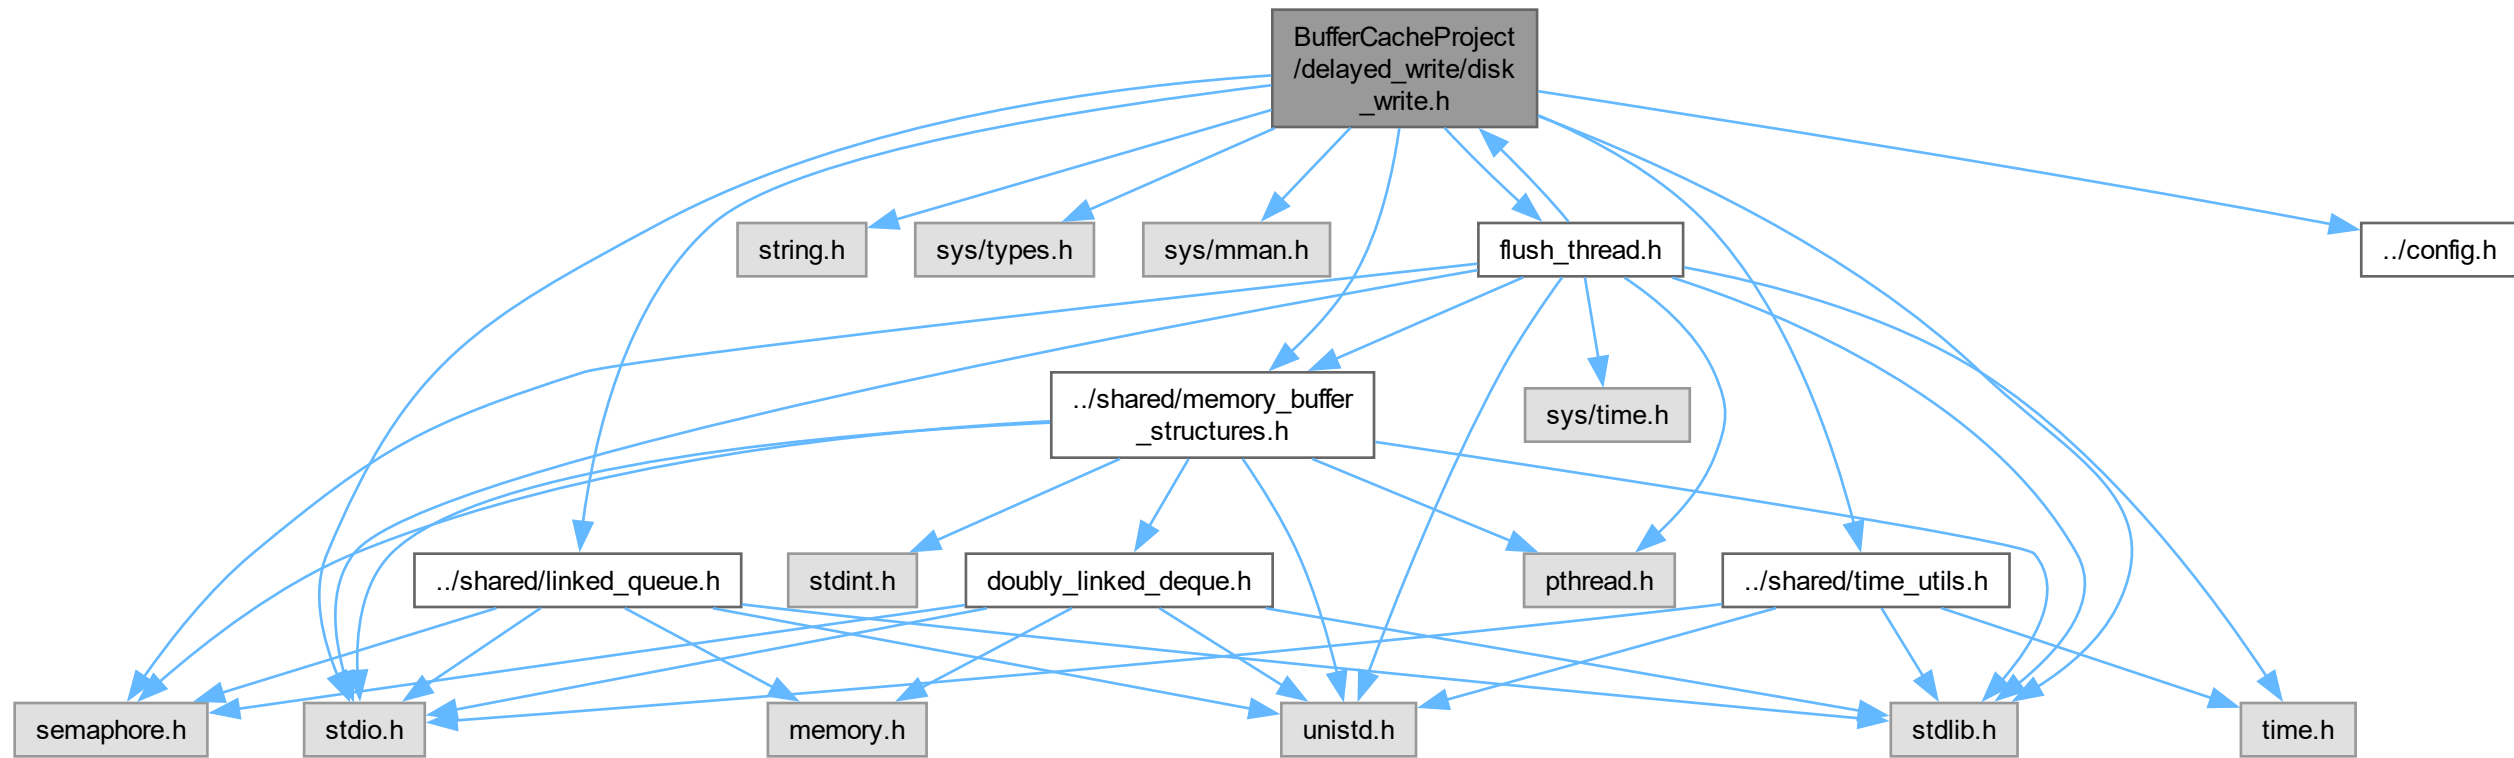 BufferCacheProject
/delayed_write/disk
_write.h
string.h
sys/types.h
sys/mman.h
flush_thread.h
../config.h
../shared/memory_buffer
_structures.h
sys/time.h
../shared/linked_queue.h
stdint.h
doubly_linked_deque.h
pthread.h
../shared/time_utils.h
semaphore.h
stdio.h
memory.h
unistd.h
stdlib.h
time.h